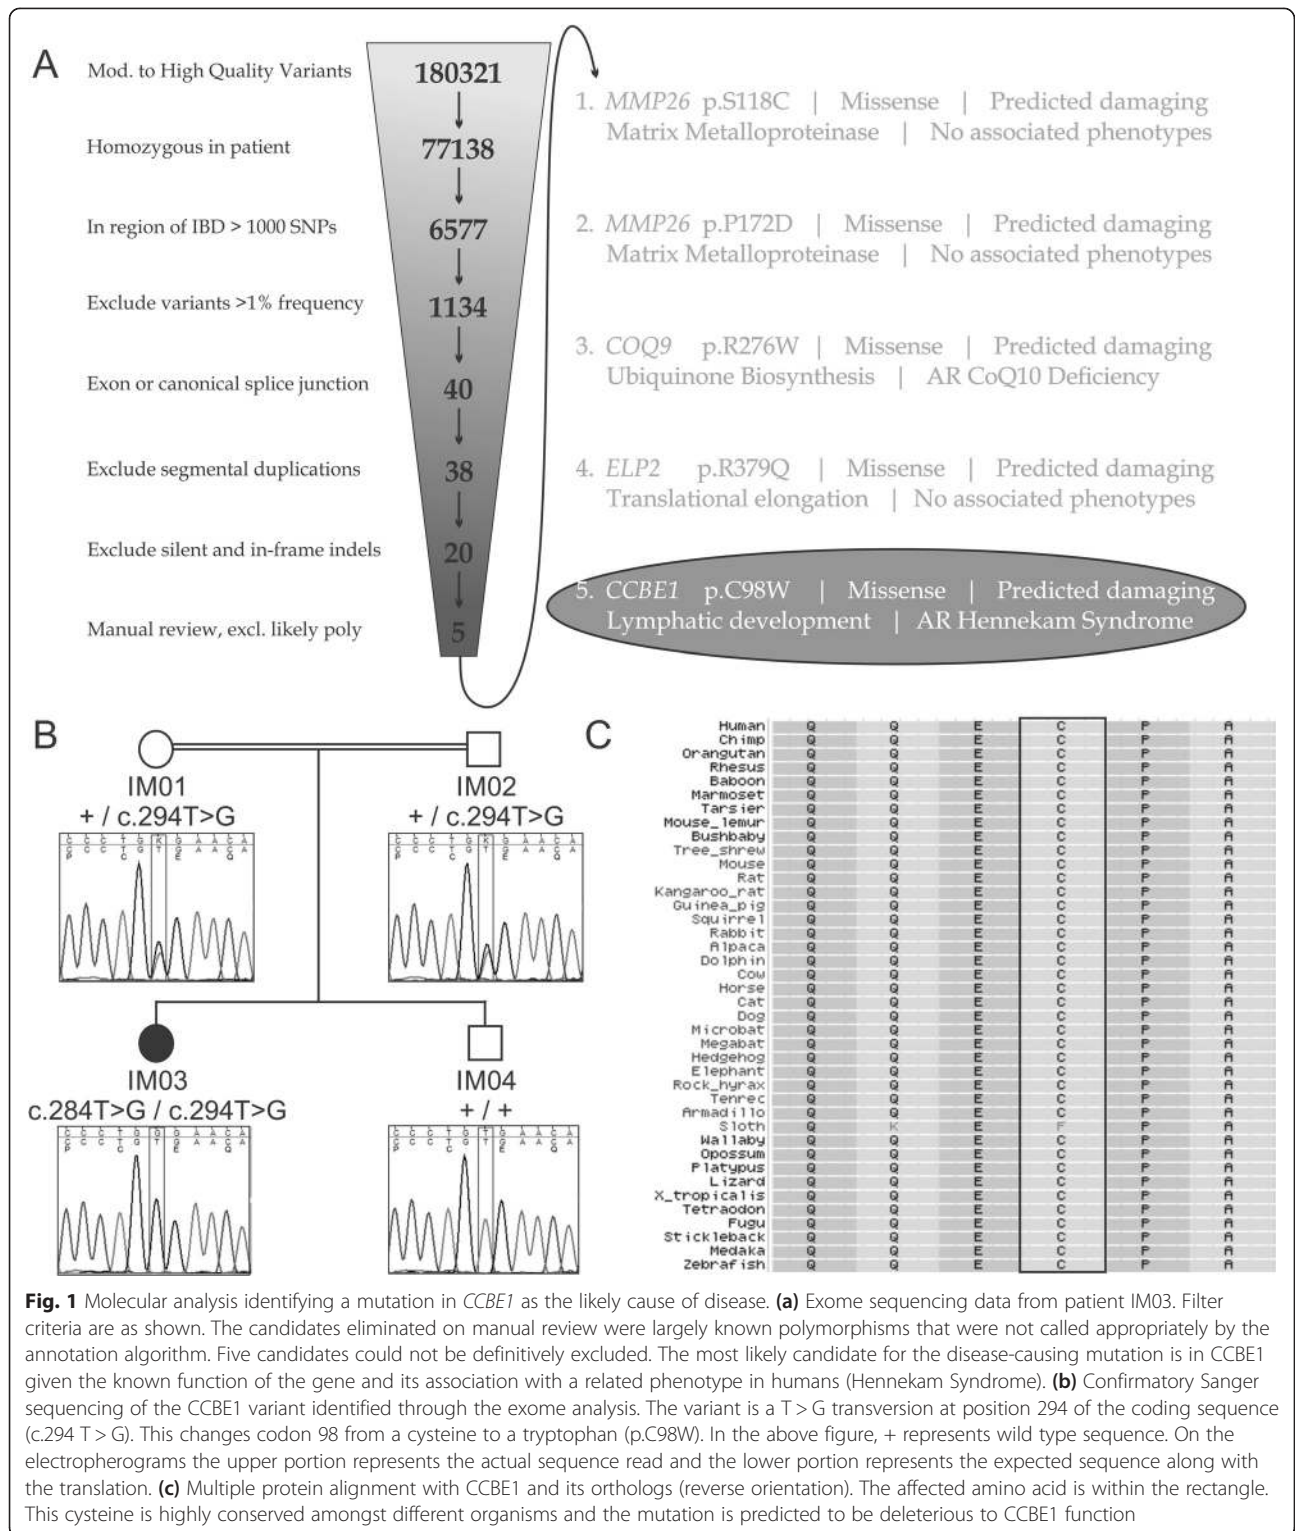 A
Mod. to High Quality Variants
180321
Homozygous in patient
77138
In region of IBD > 1000 SNPs
6577
Exclude variants >1% frequency
1134
Exon or canonical splice junction
40
Exclude segmental duplications
38
Exclude silent and in-frame indels
20
Manual review, excl. likely poly
5
1. MMP26 p.S118C | Missense | Predicted damaging
Matrix Metalloproteinase | No associated phenotypes
2. MMP26 p.P172D | Missense | Predicted damaging
Matrix Metalloproteinase | No associated phenotypes
3. COQ9 p.R276W | Missense | Predicted damaging
Ubiquinone Biosynthesis | AR CoQ10 Deficiency
4. ELP2 p.R379Q | Missense | Predicted damaging
Translational elongation | No associated phenotypes
5. CCBE1 p.C98W | Missense | Predicted damaging
Lymphatic development | AR Hennekam Syndrome
B
IM01
+ / c.294T>G
C C C T G K G A A C A
C C C T G T G A A C A
P C E Q
IM02
+ / c.294T>G
C C C T G K G A A C A
C C C T G T G A A C A
P C E Q
IM03
c.284T>G / c.294T>G
C C C T G G G A A C A
C C C T G T G A A C A
P C E Q
IM04
+ / +
C C C T G T G A A C A
C C C T G T G A A C A
P C E Q
C
Human Q Q E C P A
Chimp Q Q E C P A
Orangutan Q Q E C P A
Rhesus Q Q E C P A
Baboon Q Q E C P A
Marmoset Q Q E C P A
Tarsier Q Q E C P A
Mouse_lemur Q Q E C P A
Bushbaby Q Q E C P A
Tree_shrew Q Q E C P A
Mouse Q Q E C P A
Rat Q Q E C P A
Kangaroo_rat Q Q E C P A
Guinea_pig Q Q E C P A
Squirrel Q Q E C P A
Rabbit Q Q E C P A
Alpaca Q Q E C P A
Dolphin Q Q E C P A
Cow Q Q E C P A
Horse Q Q E C P A
Cat Q Q E C P A
Dog Q Q E C P A
Microbat Q Q E C P A
Megabat Q Q E C P A
Hedgehog Q Q E C P A
Elephant Q Q E C P A
Rock_hyrax Q Q E C P A
Tenrec Q Q E C P A
Armadillo Q Q E C P A
Sloth Q K E F P A
Wallaby Q Q E C P A
Opossum Q Q E C P A
Platypus Q Q E C P A
Lizard Q Q E C P A
X_tropicalis Q Q E C P A
Tetraodon Q Q E C P A
Fugu Q Q E C P A
Stickleback Q Q E C P A
Medaka Q Q E C P A
Zebrafish Q Q E C P A
Fig. 1 Molecular analysis identifying a mutation in CCBE1 as the likely cause of disease. (a) Exome sequencing data from patient IM03. Filter
criteria are as shown. The candidates eliminated on manual review were largely known polymorphisms that were not called appropriately by the
annotation algorithm. Five candidates could not be definitively excluded. The most likely candidate for the disease-causing mutation is in CCBE1
given the known function of the gene and its association with a related phenotype in humans (Hennekam Syndrome). (b) Confirmatory Sanger
sequencing of the CCBE1 variant identified through the exome analysis. The variant is a T > G transversion at position 294 of the coding sequence
(c.294 T > G). This changes codon 98 from a cysteine to a tryptophan (p.C98W). In the above figure, + represents wild type sequence. On the
electropherograms the upper portion represents the actual sequence read and the lower portion represents the expected sequence along with
the translation. (c) Multiple protein alignment with CCBE1 and its orthologs (reverse orientation). The affected amino acid is within the rectangle.
This cysteine is highly conserved amongst different organisms and the mutation is predicted to be deleterious to CCBE1 function